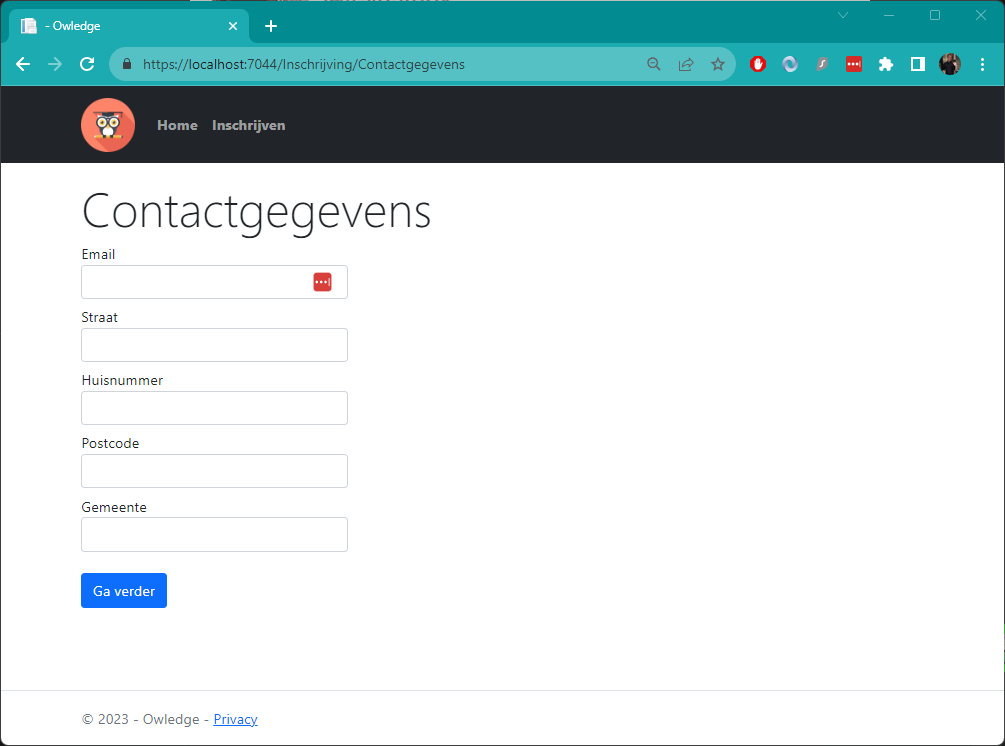 - Owledge
https://localhost:7044/Inschrijving/Contactgegevens
Home Inschrijven
Contactgegevens
Email
Straat
Huisnummer
Postcode
Gemeente
Ga verder
© 2023 - Owledge - Privacy